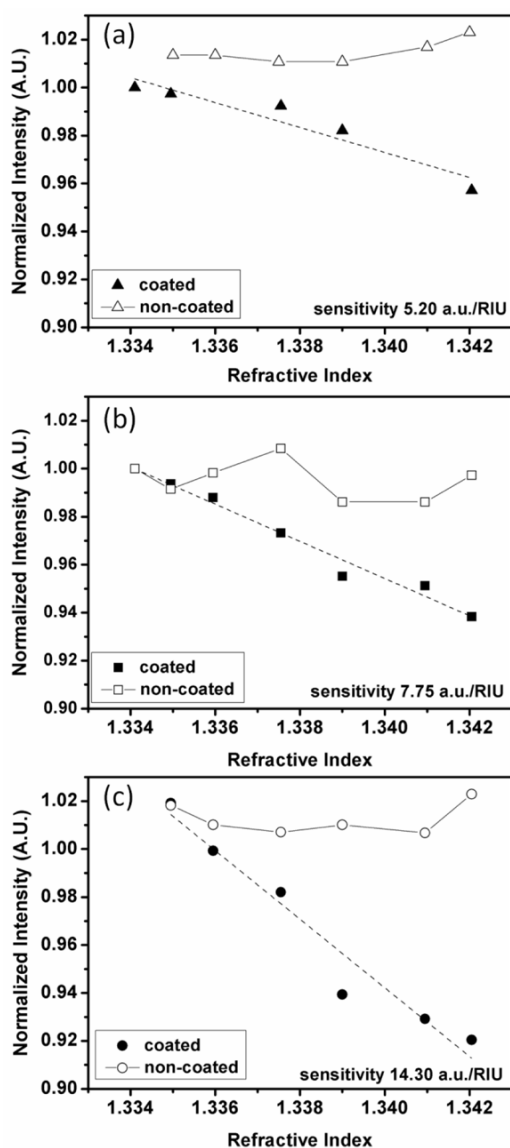 (a)
Normalized Intensity (A.U.)
1.02
1.00
0.98
0.96
0.94
0.92
0.90
coated
non-coated
sensitivity 5.20 a.u./RIU
1.334 1.336 1.338 1.340 1.342
Refractive Index
(b)
Normalized Intensity (A.U.)
1.02
1.00
0.98
0.96
0.94
0.92
0.90
coated
non-coated
sensitivity 7.75 a.u./RIU
1.334 1.336 1.338 1.340 1.342
Refractive Index
(c)
Normalized Intensity (A.U.)
1.02
1.00
0.98
0.96
0.94
0.92
0.90
coated
non-coated
sensitivity 14.30 a.u./RIU
1.334 1.336 1.338 1.340 1.342
Refractive Index